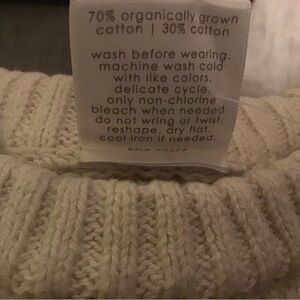 70% organically grown
cotton | 30% cotton
wash before wearing.
machine wash cold
with like colors.
delicate cycle.
only non-chlorine
bleach when needed.
do not wring or twist.
reshape. dry flat.
cool iron if needed.